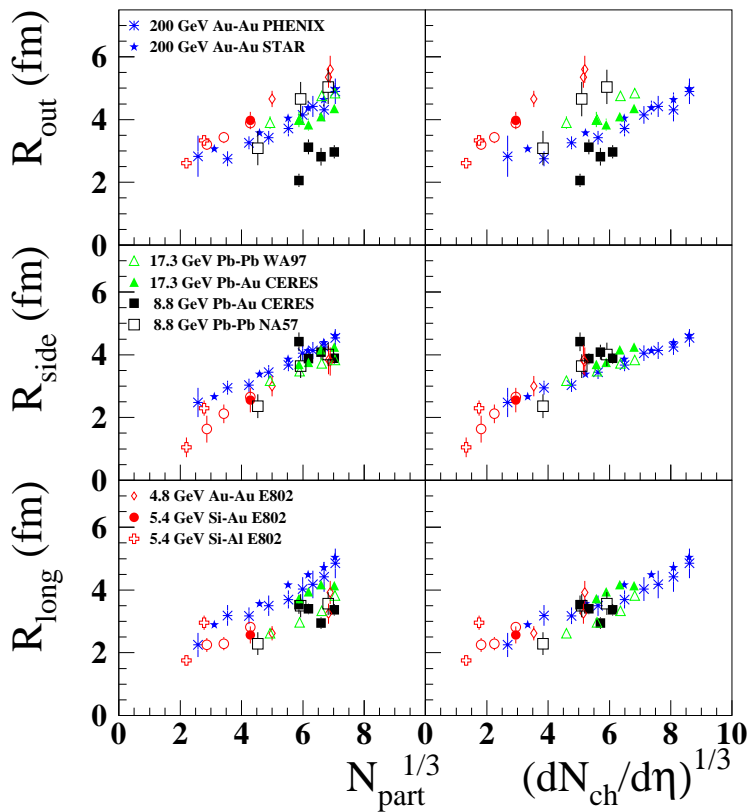 200 GeV Au-Au PHENIX
200 GeV Au-Au STAR
R_out (fm)
6
4
2
0
17.3 GeV Pb-Pb WA97
17.3 GeV Pb-Au CERES
8.8 GeV Pb-Au CERES
8.8 GeV Pb-Pb NA57
R_side (fm)
6
4
2
0
4.8 GeV Au-Au E802
5.4 GeV Si-Au E802
5.4 GeV Si-Al E802
R_long (fm)
6
4
2
0
0 2 4 6 8 0 2 4 6 8 10
N_part^1/3 (dN_ch/dη)^1/3